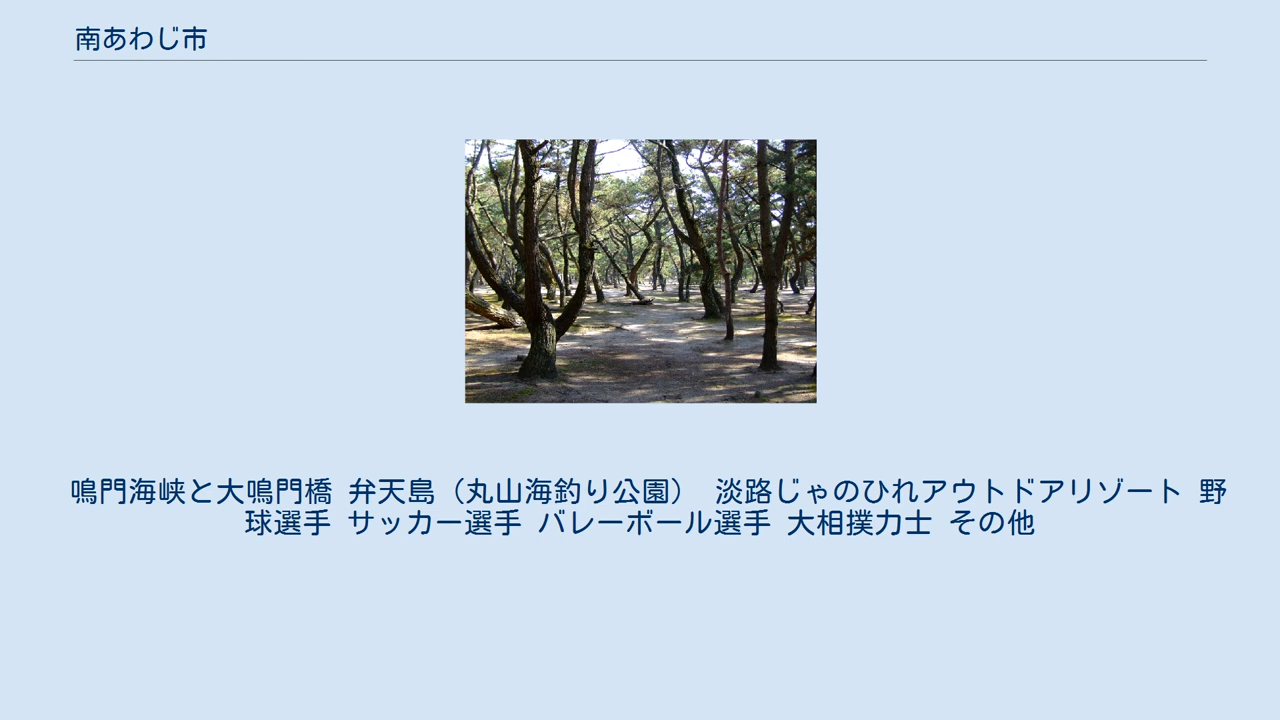 南あわじ市
鳴門海峡と大鳴門橋 弁天島（丸山海釣り公園） 淡路じゃのひれアウトドアリゾート 野
球選手 サッカー選手 バレーボール選手 大相撲力士 その他